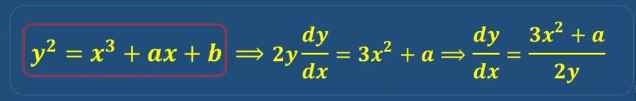 y² = x³ + ax + b ⟹ 2y dy/dx = 3x² + a ⟹ dy/dx = (3x² + a)/2y